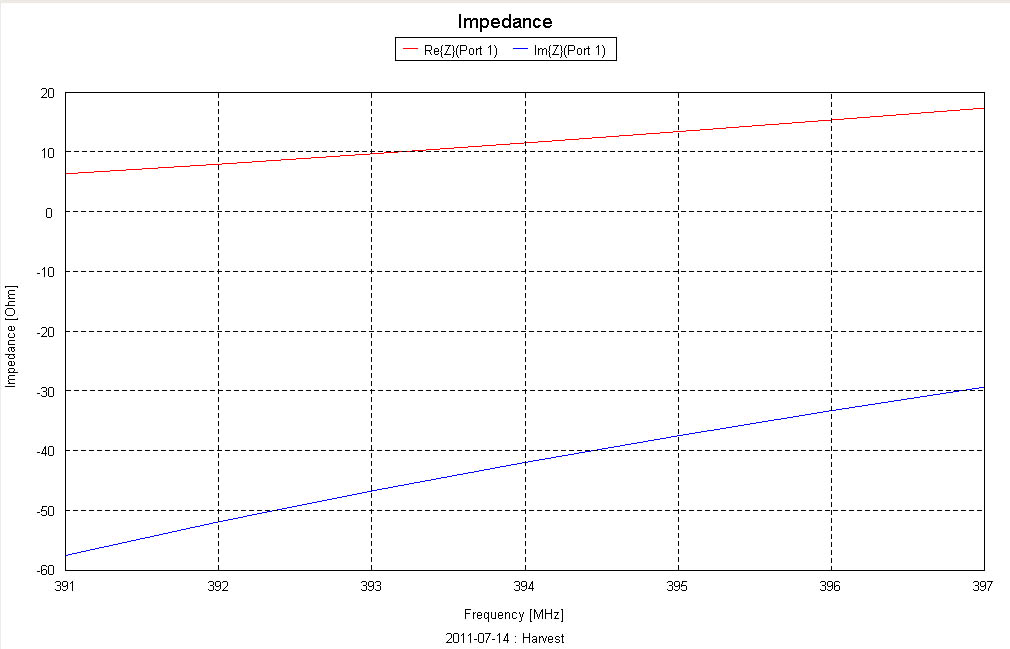 Impedance
Re{Z}(Port 1) Im{Z}(Port 1)
20
10
0
-10
-20
-30
-40
-50
-60
Impedance [Ohm]
391 392 393 394 395 396 397
Frequency [MHz]
2011-07-14 : Harvest